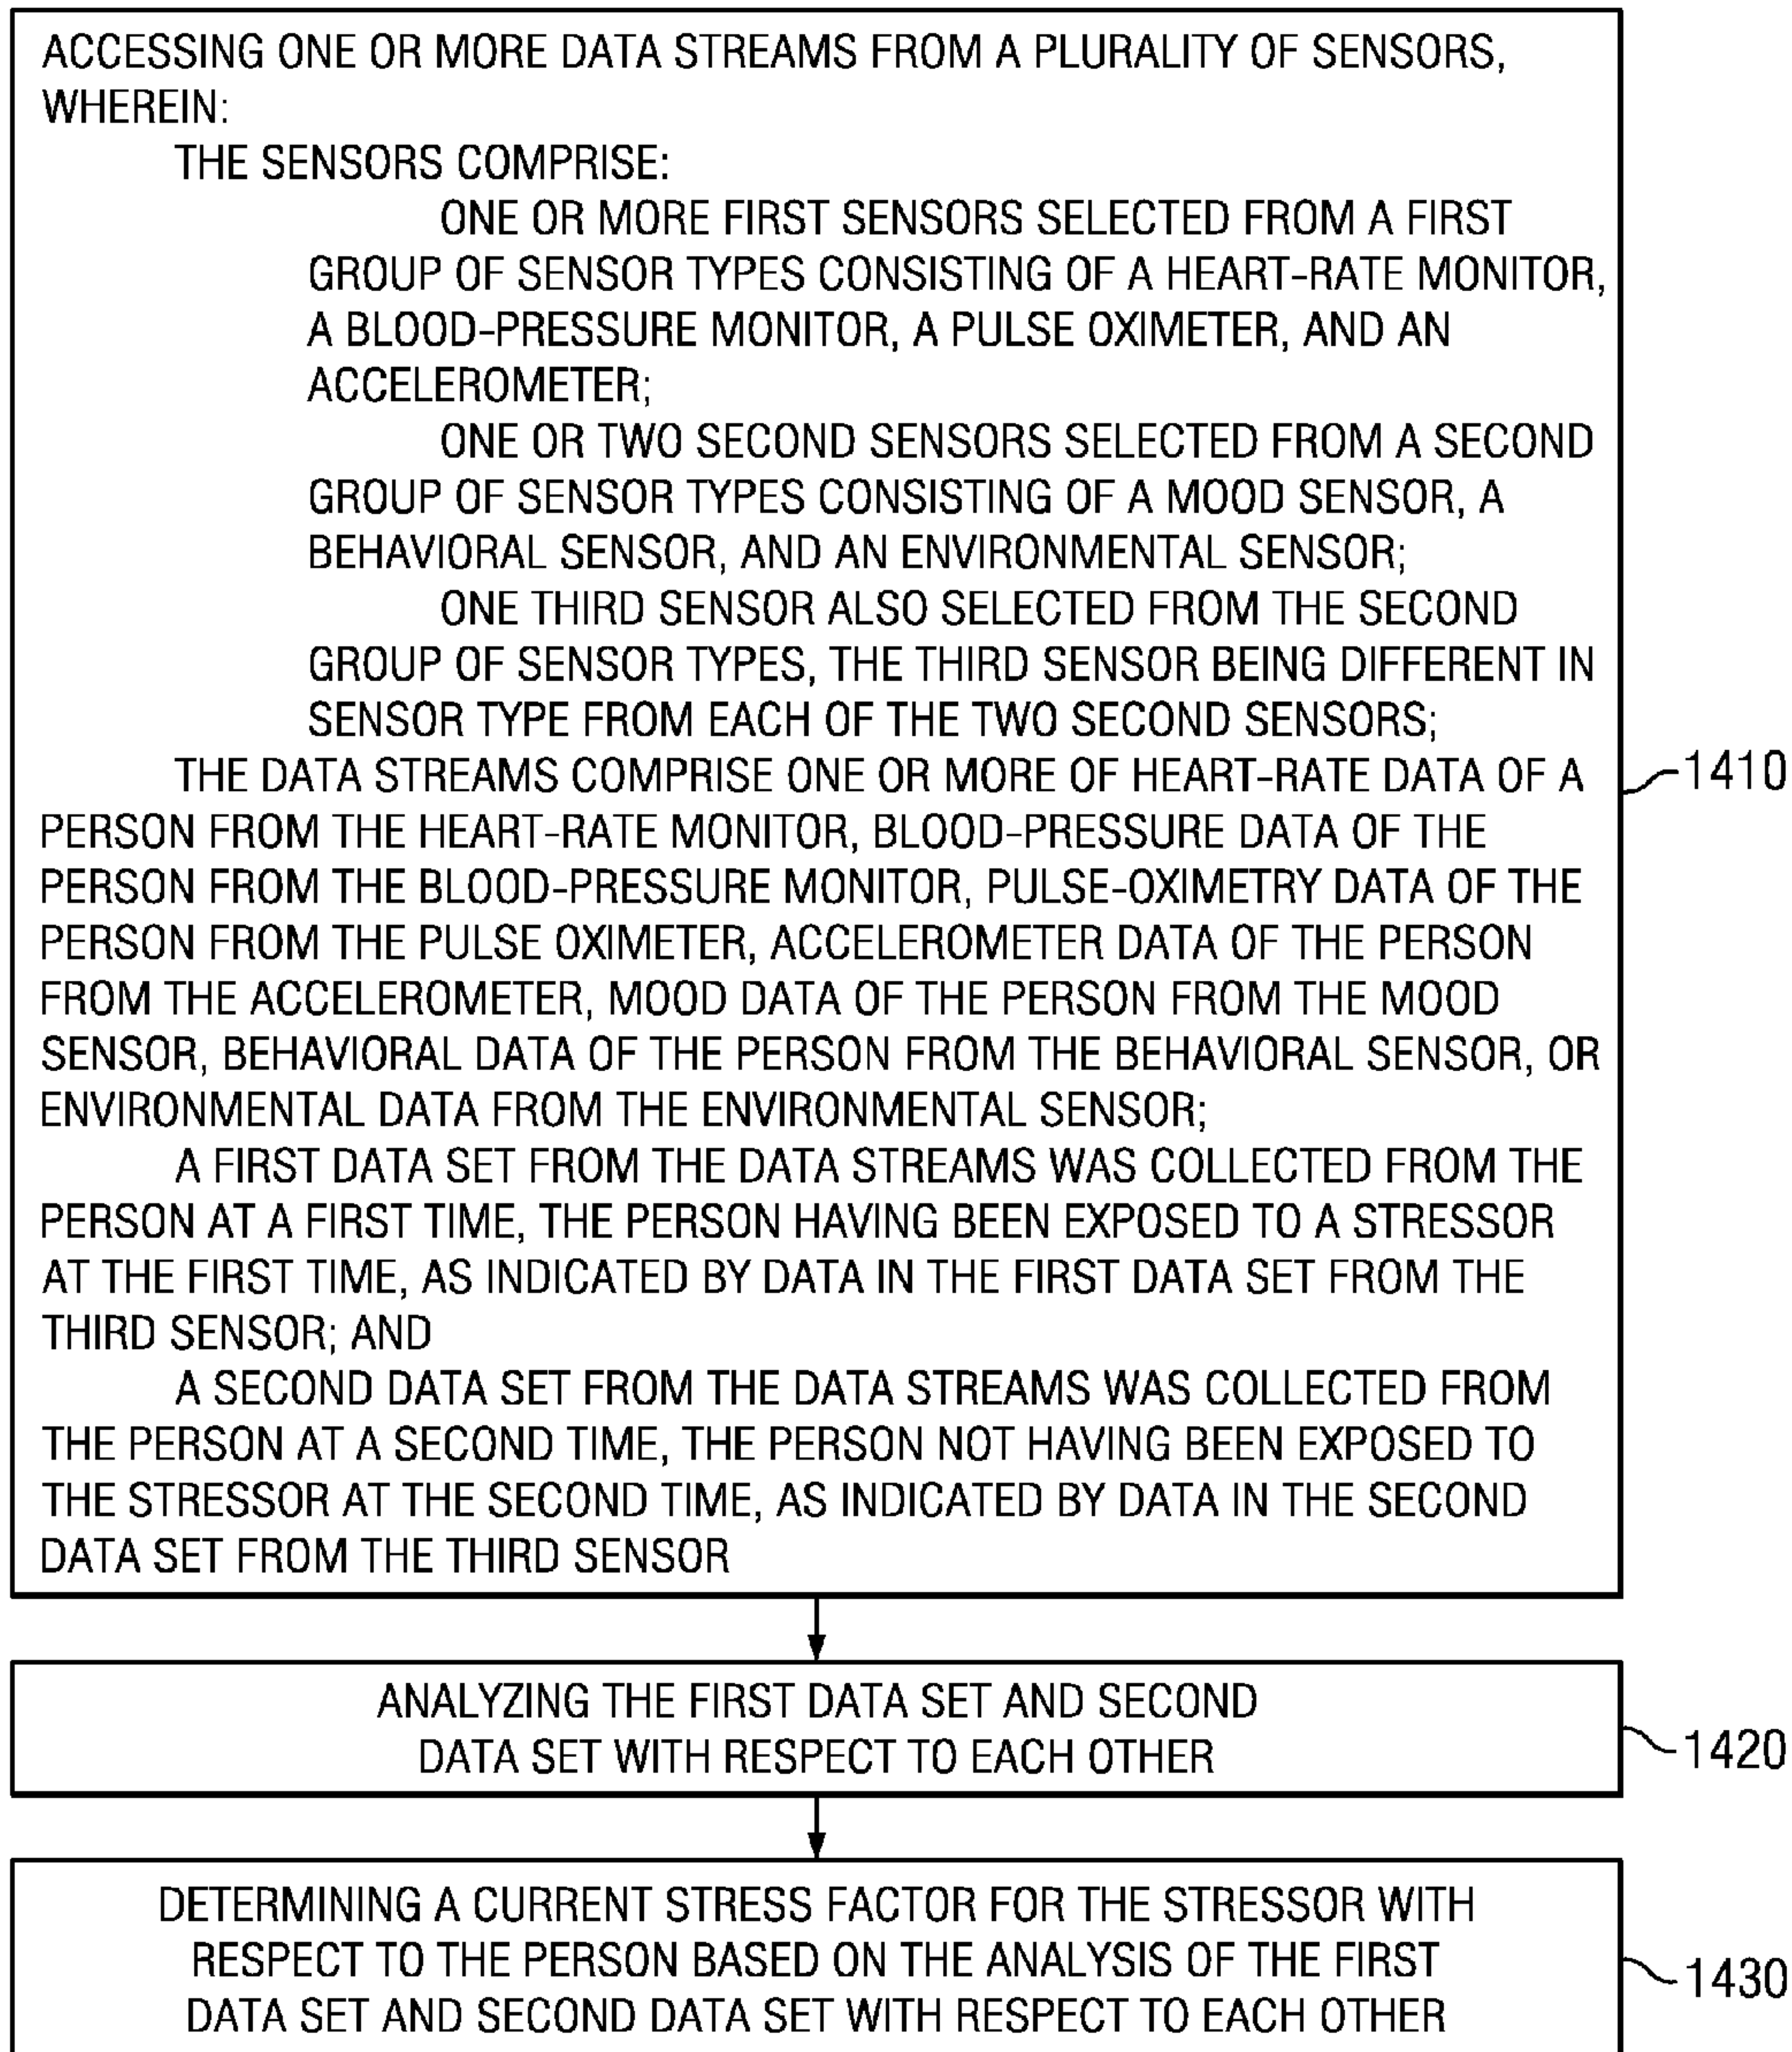 ACCESSING ONE OR MORE DATA STREAMS FROM A PLURALITY OF SENSORS,
WHEREIN:
THE SENSORS COMPRISE:
ONE OR MORE FIRST SENSORS SELECTED FROM A FIRST
GROUP OF SENSOR TYPES CONSISTING OF A HEART-RATE MONITOR,
A BLOOD-PRESSURE MONITOR, A PULSE OXIMETER, AND AN
ACCELEROMETER;
ONE OR TWO SECOND SENSORS SELECTED FROM A SECOND
GROUP OF SENSOR TYPES CONSISTING OF A MOOD SENSOR, A
BEHAVIORAL SENSOR, AND AN ENVIRONMENTAL SENSOR;
ONE THIRD SENSOR ALSO SELECTED FROM THE SECOND
GROUP OF SENSOR TYPES, THE THIRD SENSOR BEING DIFFERENT IN
SENSOR TYPE FROM EACH OF THE TWO SECOND SENSORS;
THE DATA STREAMS COMPRISE ONE OR MORE OF HEART-RATE DATA OF A
PERSON FROM THE HEART-RATE MONITOR, BLOOD-PRESSURE DATA OF THE
PERSON FROM THE BLOOD-PRESSURE MONITOR, PULSE-OXIMETRY DATA OF THE
PERSON FROM THE PULSE OXIMETER, ACCELEROMETER DATA OF THE PERSON
FROM THE ACCELEROMETER, MOOD DATA OF THE PERSON FROM THE MOOD
SENSOR, BEHAVIORAL DATA OF THE PERSON FROM THE BEHAVIORAL SENSOR, OR
ENVIRONMENTAL DATA FROM THE ENVIRONMENTAL SENSOR;
A FIRST DATA SET FROM THE DATA STREAMS WAS COLLECTED FROM THE
PERSON AT A FIRST TIME, THE PERSON HAVING BEEN EXPOSED TO A STRESSOR
AT THE FIRST TIME, AS INDICATED BY DATA IN THE FIRST DATA SET FROM THE
THIRD SENSOR; AND
A SECOND DATA SET FROM THE DATA STREAMS WAS COLLECTED FROM
THE PERSON AT A SECOND TIME, THE PERSON NOT HAVING BEEN EXPOSED TO
THE STRESSOR AT THE SECOND TIME, AS INDICATED BY DATA IN THE SECOND
DATA SET FROM THE THIRD SENSOR
1410
ANALYZING THE FIRST DATA SET AND SECOND
DATA SET WITH RESPECT TO EACH OTHER
1420
DETERMINING A CURRENT STRESS FACTOR FOR THE STRESSOR WITH
RESPECT TO THE PERSON BASED ON THE ANALYSIS OF THE FIRST
DATA SET AND SECOND DATA SET WITH RESPECT TO EACH OTHER
1430